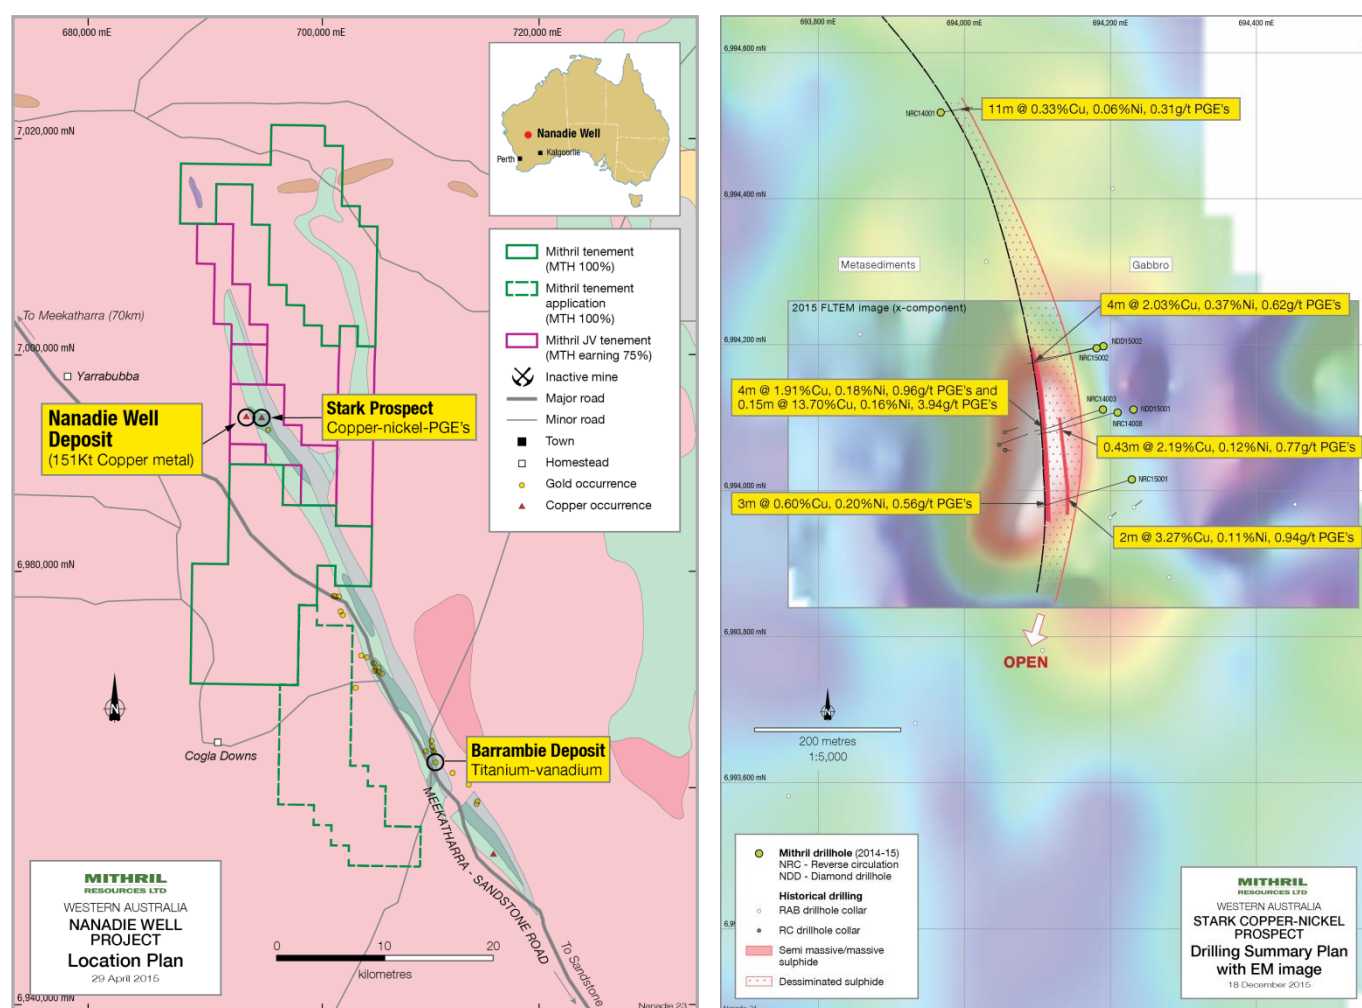 680,000 mE
700,000 mE
720,000 mE
7,020,000 mN
Nanadie Well
Perth
Kalgoorlie
Mithril tenement
(MTH 100%)
Mithril tenement
application
(MTH 100%)
Mithril JV tenement
(MTH earning 75%)
Inactive mine
Major road
Minor road
Town
Homestead
Gold occurrence
Copper occurrence
To Meekatharra (70km)
7,000,000 mN
Yarrabubba
Nanadie Well
Deposit
(151Kt Copper metal)
Stark Prospect
Copper-nickel-PGE's
6,980,000 mN
N
Cogla Downs
Barrambie Deposit
Titanium-vanadium
MEEKATHARRA - SANDSTONE ROAD
To Sandstone
MITHRIL
RESOURCES LTD
WESTERN AUSTRALIA
NANADIE WELL
PROJECT
Location Plan
29 April 2015
0 10 20
kilometres
6,940,000 mN
Nanadie 23
693,800 mE
694,000 mE
694,200 mE
694,400 mE
6,994,600 mN
NRC14001
11m @ 0.33%Cu, 0.06%Ni, 0.31g/t PGE's
6,994,400 mN
Metasediments
Gabbro
4m @ 2.03%Cu, 0.37%Ni, 0.62g/t PGE's
2015 FLTEM image (x-component)
6,994,200 mN
NDD15002
NRC15002
4m @ 1.91%Cu, 0.18%Ni, 0.96g/t PGE's and
0.15m @ 13.70%Cu, 0.16%Ni, 3.94g/t PGE's
NRC14003
NDD15001
NRC14008
0.43m @ 2.19%Cu, 0.12%Ni, 0.77g/t PGE's
6,994,000 mN
NRC15001
3m @ 0.60%Cu, 0.20%Ni, 0.56g/t PGE's
2m @ 3.27%Cu, 0.11%Ni, 0.94g/t PGE's
6,993,800 mN
OPEN
N
200 metres
1:5,000
6,993,600 mN
Mithril drillhole (2014-15)
NRC - Reverse circulation
NDD - Diamond drillhole
Historical drilling
RAB drillhole collar
RC drillhole collar
Semi massive/massive
sulphide
Dessiminated sulphide
MITHRIL
RESOURCES LTD
WESTERN AUSTRALIA
STARK COPPER-NICKEL
PROSPECT
Drilling Summary Plan
with EM image
18 December 2015